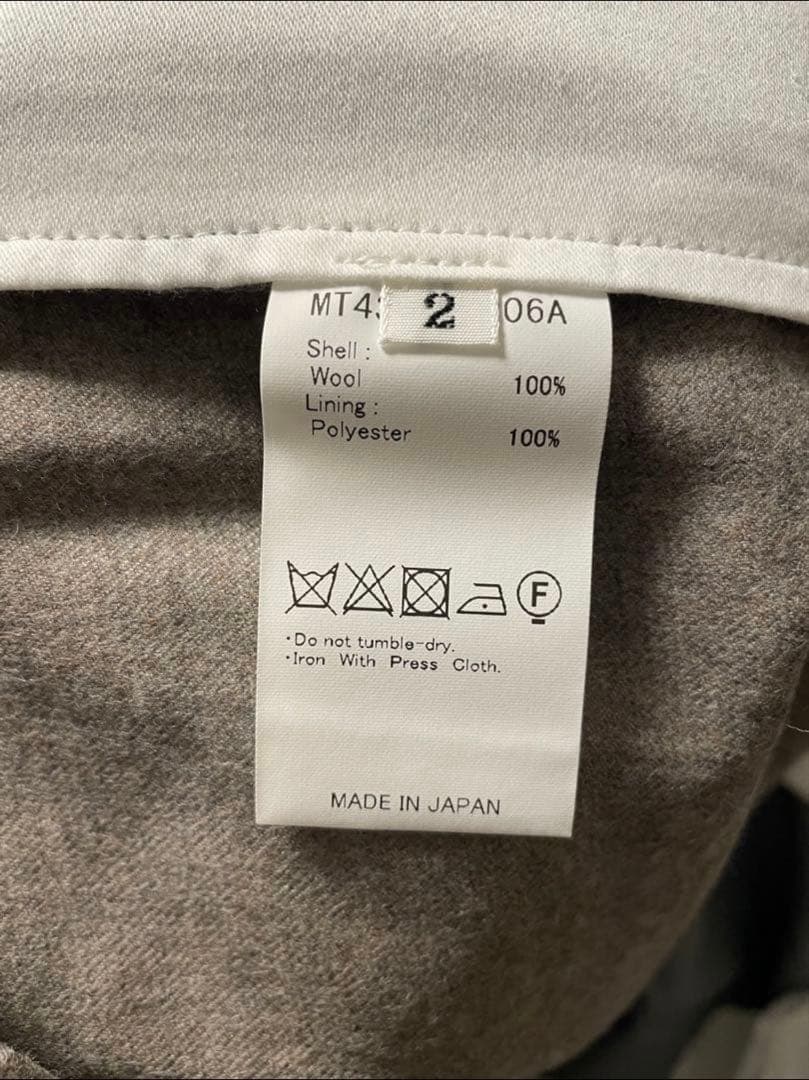 MT43 2 06A
Shell :
Wool 100%
Lining :
Polyester 100%
F
·Do not tumble-dry.
·Iron With Press Cloth.
MADE IN JAPAN